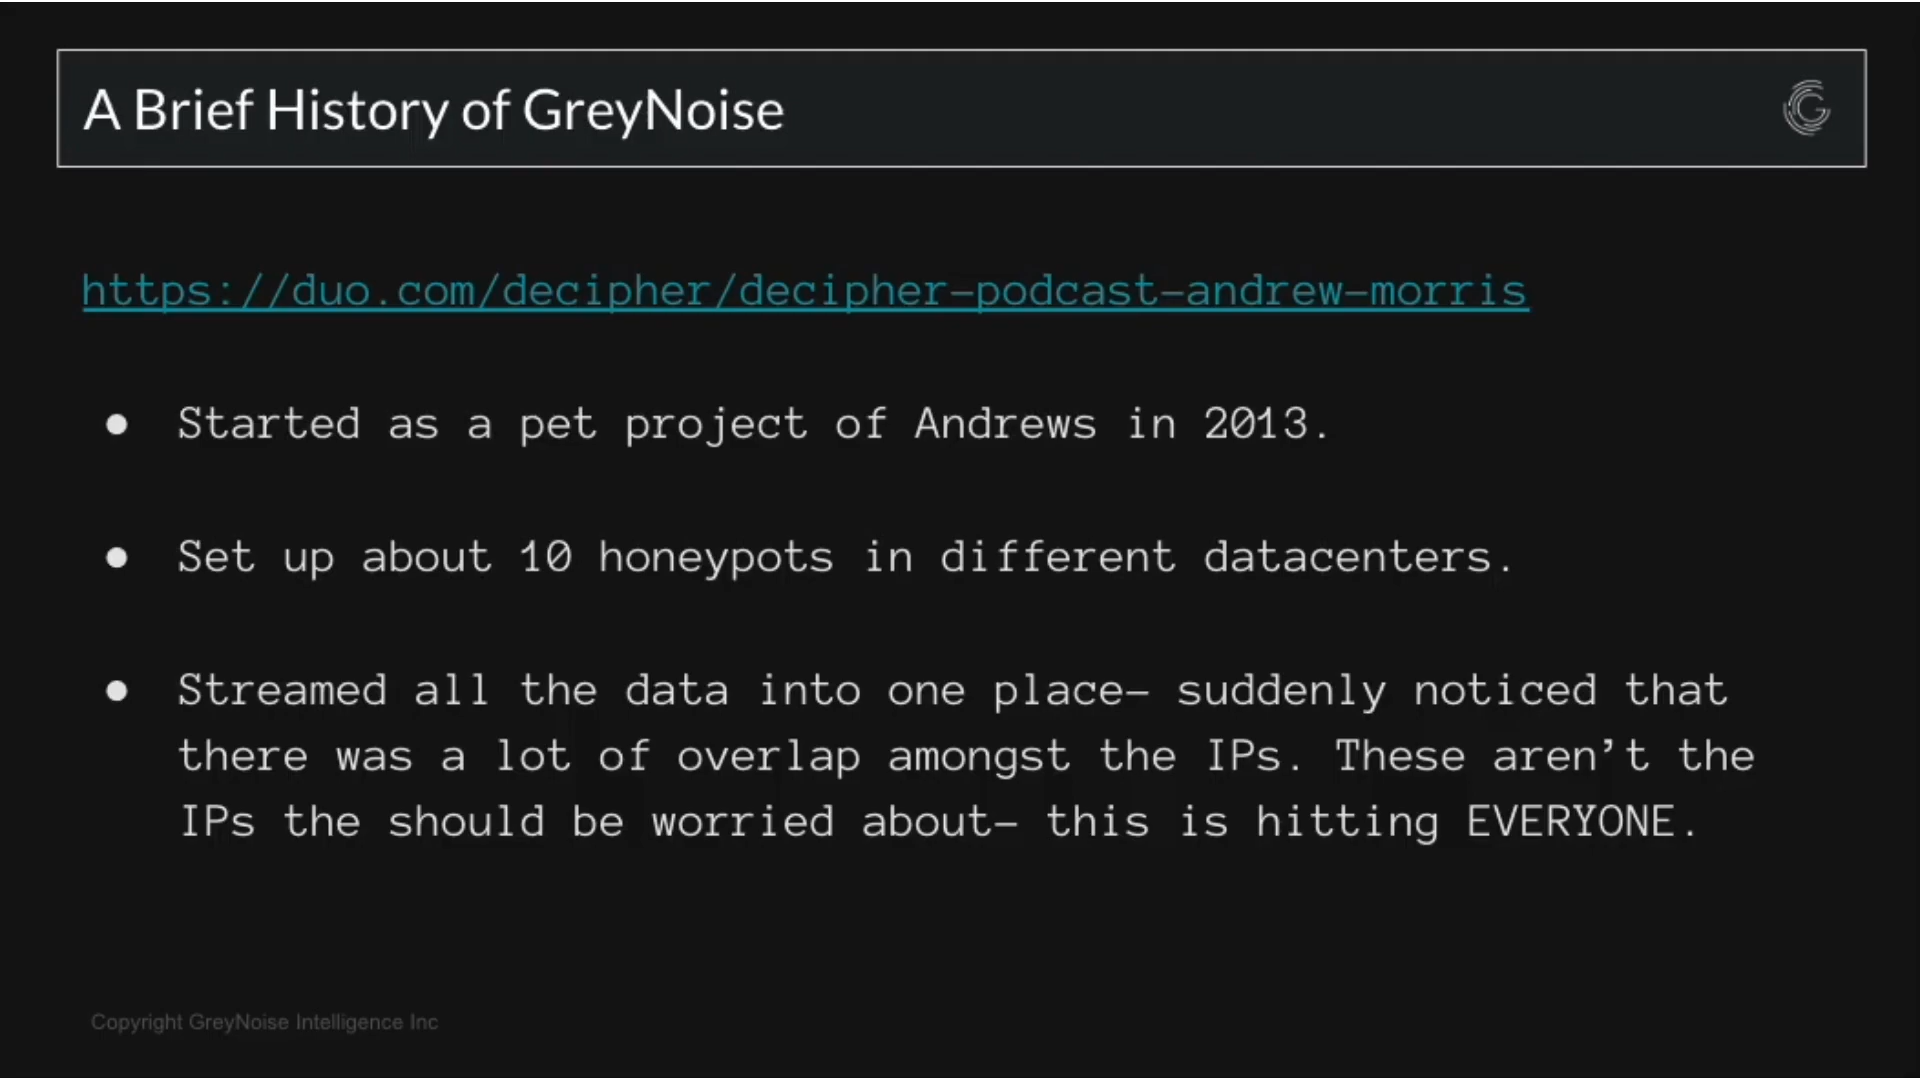 A Brief History of GreyNoise
https://duo.com/decipher/decipher-podcast-andrew-morris
● Started as a pet project of Andrews in 2013.
● Set up about 10 honeypots in different datacenters.
● Streamed all the data into one place– suddenly noticed that
there was a lot of overlap amongst the IPs. These aren’t the
IPs the should be worried about– this is hitting EVERYONE.
Copyright GreyNoise Intelligence Inc